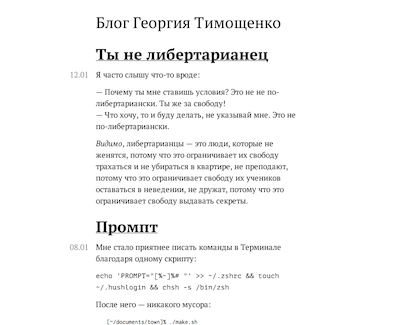 Блог Георгия Тимощенко
Ты не либертарианец
12.01 Я часто слышу что-то вроде:
— Почему ты мне ставишь условия? Это не не по-
либертариански. Ты же за свободу!
— Что хочу, то и буду делать, не указывай мне. Это не
по-либертариански.
Видимо, либертарианцы — это люди, которые не
женятся, потому что это ограничивает их свободу
трахаться и не убираться в квартире, не преподают,
потому что это ограничивает свободу их учеников
оставаться в неведении, не дружат, потому что это
ограничивает свободу выдавать секреты.
Промпт
08.01 Мне стало приятнее писать команды в Терминале
благодаря одному скрипту:
echo 'PROMPT="[%~]%# "' >> ~/.zshrc && touch
~/.hushlogin && chsh -s /bin/zsh
После него — никакого мусора:
[~/documents/town]% ./make.sh